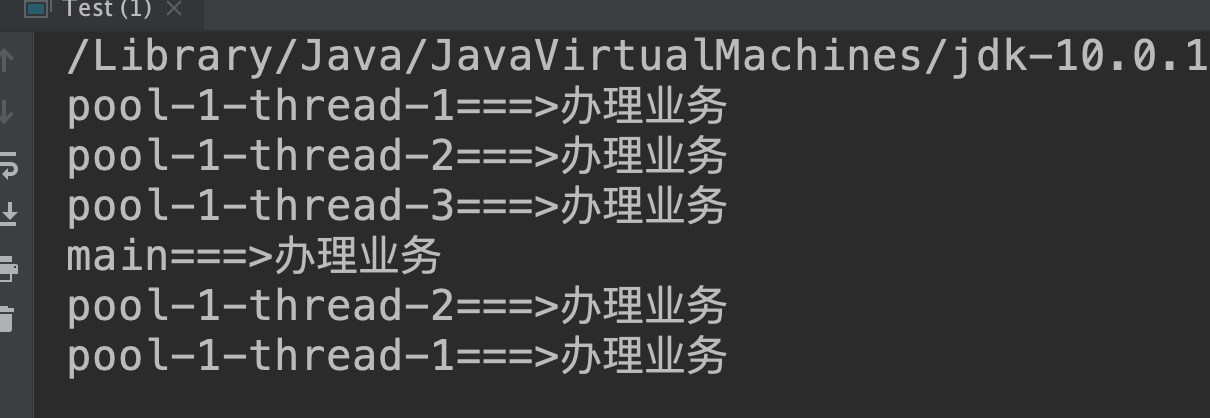 Test (1)
/Library/Java/JavaVirtualMachines/jdk-10.0.1
pool-1-thread-1===>办理业务
pool-1-thread-2===>办理业务
pool-1-thread-3===>办理业务
main===>办理业务
pool-1-thread-2===>办理业务
pool-1-thread-1===>办理业务